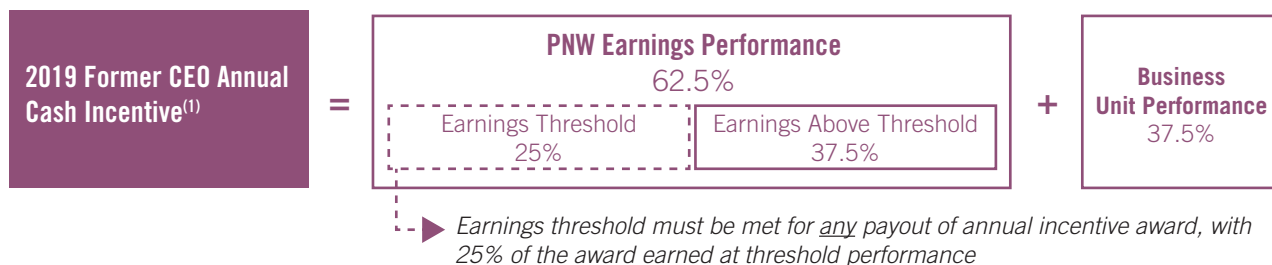 2019 Former CEO Annual
Cash Incentive(1)
=
PNW Earnings Performance
62.5%
Earnings Threshold
25%
Earnings Above Threshold
37.5%
+
Business
Unit Performance
37.5%
Earnings threshold must be met for any payout of annual incentive award, with
25% of the award earned at threshold performance